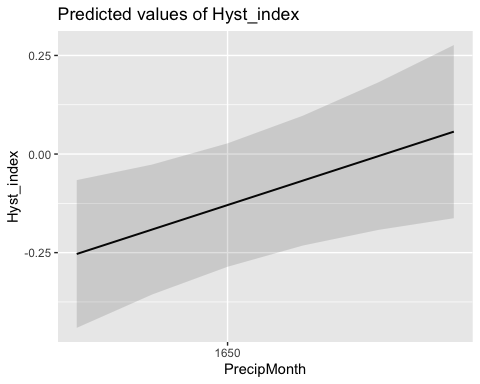 Predicted values of Hyst_index
0.25
0.00
-0.25
Hyst_index
1650
PrecipMonth